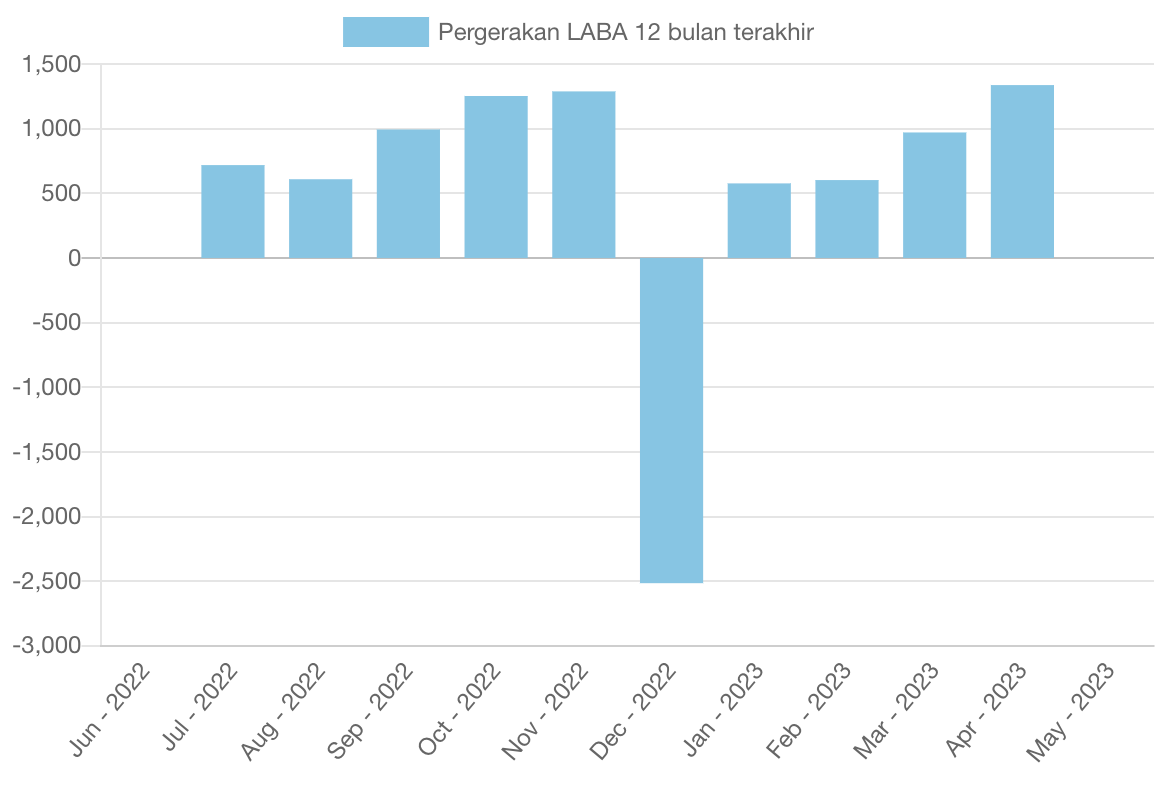 Pergerakan LABA 12 bulan terakhir
1,500
1,000
500
0
-500
-1,000
-1,500
-2,000
-2,500
-3,000
Jun - 2022
Jul - 2022
Aug - 2022
Sep - 2022
Oct - 2022
Nov - 2022
Dec - 2022
Jan - 2023
Feb - 2023
Mar - 2023
Apr - 2023
May - 2023